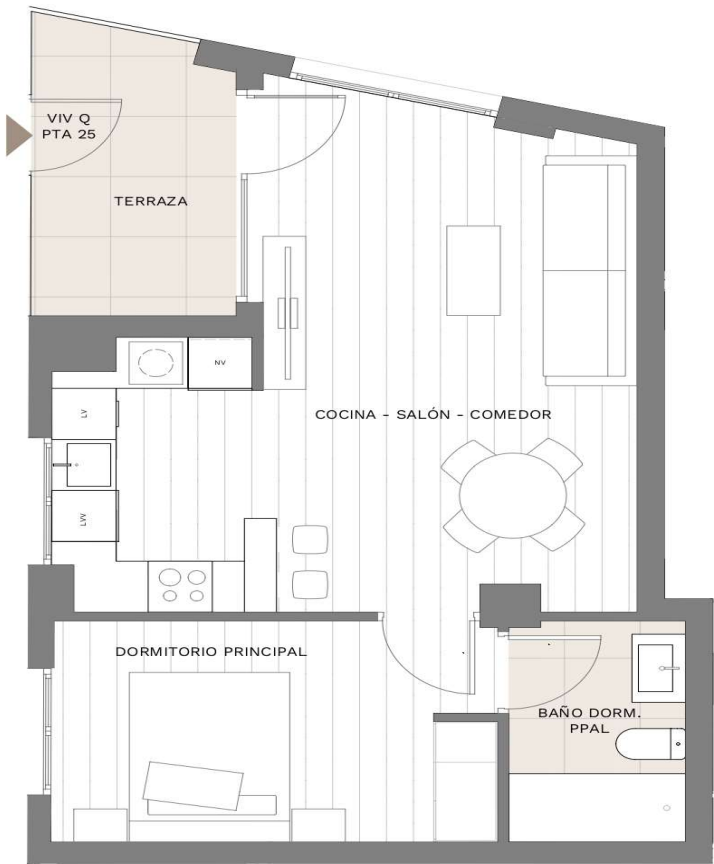 VIV Q
PTA 25
TERRAZA
NV
LV
COCINA - SALÓN - COMEDOR
LVV
DORMITORIO PRINCIPAL
BAÑO DORM.
PPAL